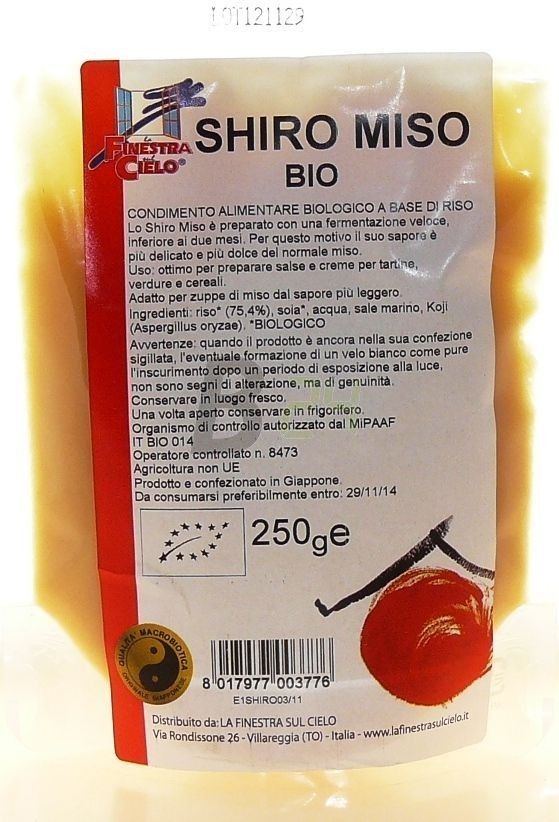 LOT121129
La
FINESTRA
sul
CIELO®
SHIRO MISO
BIO
CONDIMENTO ALIMENTARE BIOLOGICO A BASE DI RISO
Lo Shiro Miso è preparato con una fermentazione veloce,
inferiore ai due mesi. Per questo motivo il suo sapore è
più delicato e più dolce del normale miso.
Uso: ottimo per preparare salse e creme per tartine,
verdure e cereali.
Adatto per zuppe di miso dal sapore più leggero.
Ingredienti: riso* (75,4%), soia*, acqua, sale marino, Koji
(Aspergillus oryzae). *BIOLOGICO
Avvertenze: quando il prodotto è ancora nella sua confezione
sigillata, l'eventuale formazione di un velo bianco come pure
l'inscurimento dopo un periodo di esposizione alla luce,
non sono segni di alterazione, ma di genuinità.
Conservare in luogo fresco.
Una volta aperto conservare in frigorifero.
Organismo di controllo autorizzato dal MiPAAF
IT BIO 014
Operatore controllato n. 8473
Agricoltura non UE
Prodotto e confezionato in Giappone.
Da consumarsi preferibilmente entro: 29/11/14
250g e
QUALITA' MACROBIOTICA
ORIGINALE GIAPPONESE
8 017977 003776
E1SHIRO03/11
Distribuito da: LA FINESTRA SUL CIELO
Via Rondissone 26 - Villareggia (TO) - Italia - www.lafinestrasulcielo.it